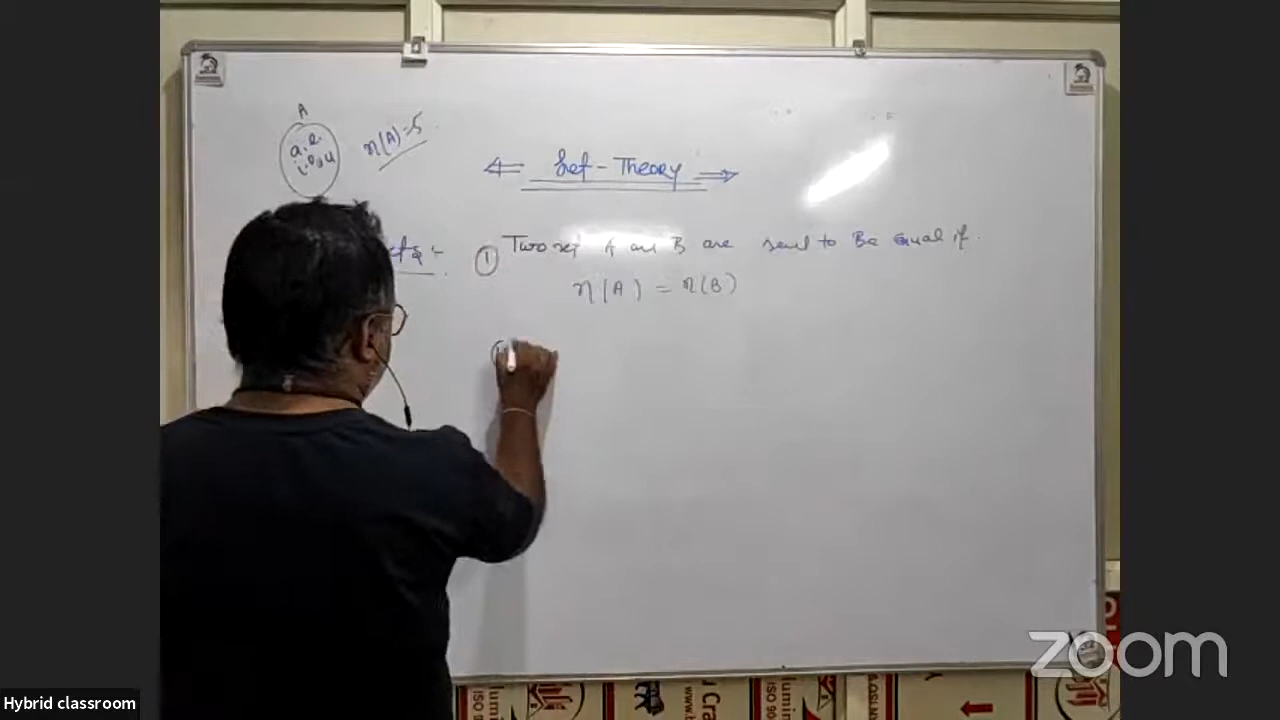 A
a. e.
i. o, u
n(A)=5
Set - Theory
① Two set A and B are said to Be Equal if.
n(A) = n(B)
zoom
Hybrid classroom